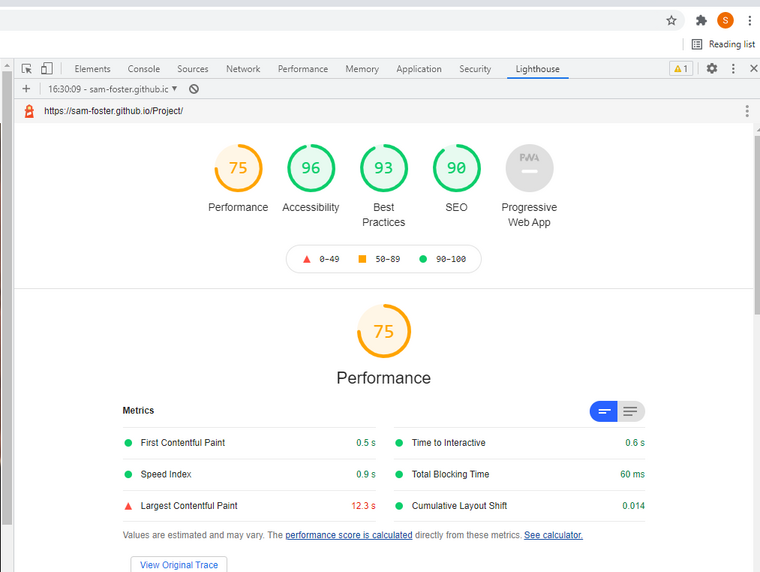 S
Reading list
Elements Console Sources Network Performance Memory Application Security Lighthouse 1
16:30:09 - sam-foster.github.ic
https://sam-foster.github.io/Project/
75 96 93 90 PWA
Performance Accessibility Best Practices SEO Progressive Web App
0–49 50–89 90–100
75
Performance
Metrics
First Contentful Paint 0.5 s Time to Interactive 0.6 s
Speed Index 0.9 s Total Blocking Time 60 ms
Largest Contentful Paint 12.3 s Cumulative Layout Shift 0.014
Values are estimated and may vary. The performance score is calculated directly from these metrics. See calculator.
View Original Trace